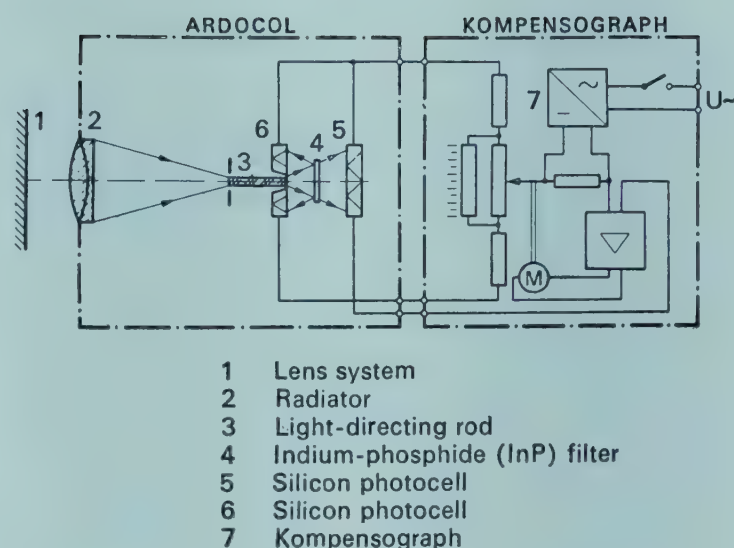 ARDOCOL KOMPENSOGRAPH
1 2 3 6 4 5 7 U~
M
1 Lens system
2 Radiator
3 Light-directing rod
4 Indium-phosphide (InP) filter
5 Silicon photocell
6 Silicon photocell
7 Kompensograph